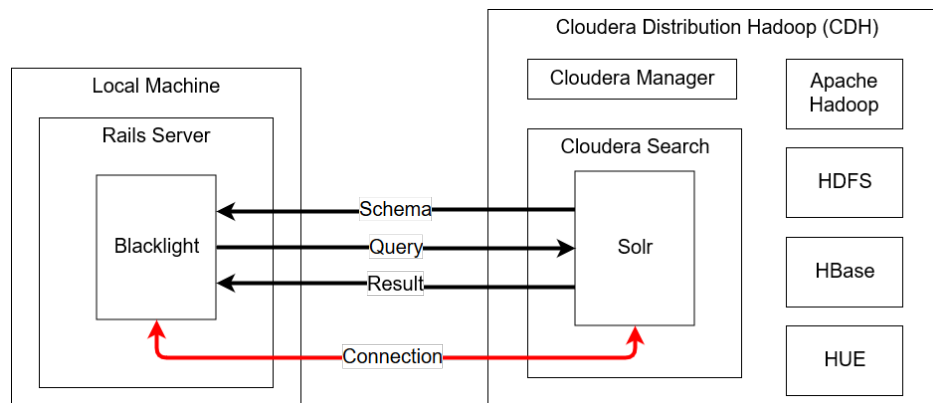 Cloudera Distribution Hadoop (CDH)
Local Machine
Cloudera Manager
Apache
Hadoop
Rails Server
Cloudera Search
HDFS
Schema
Blacklight
Query
Solr
Result
HBase
Connection
HUE